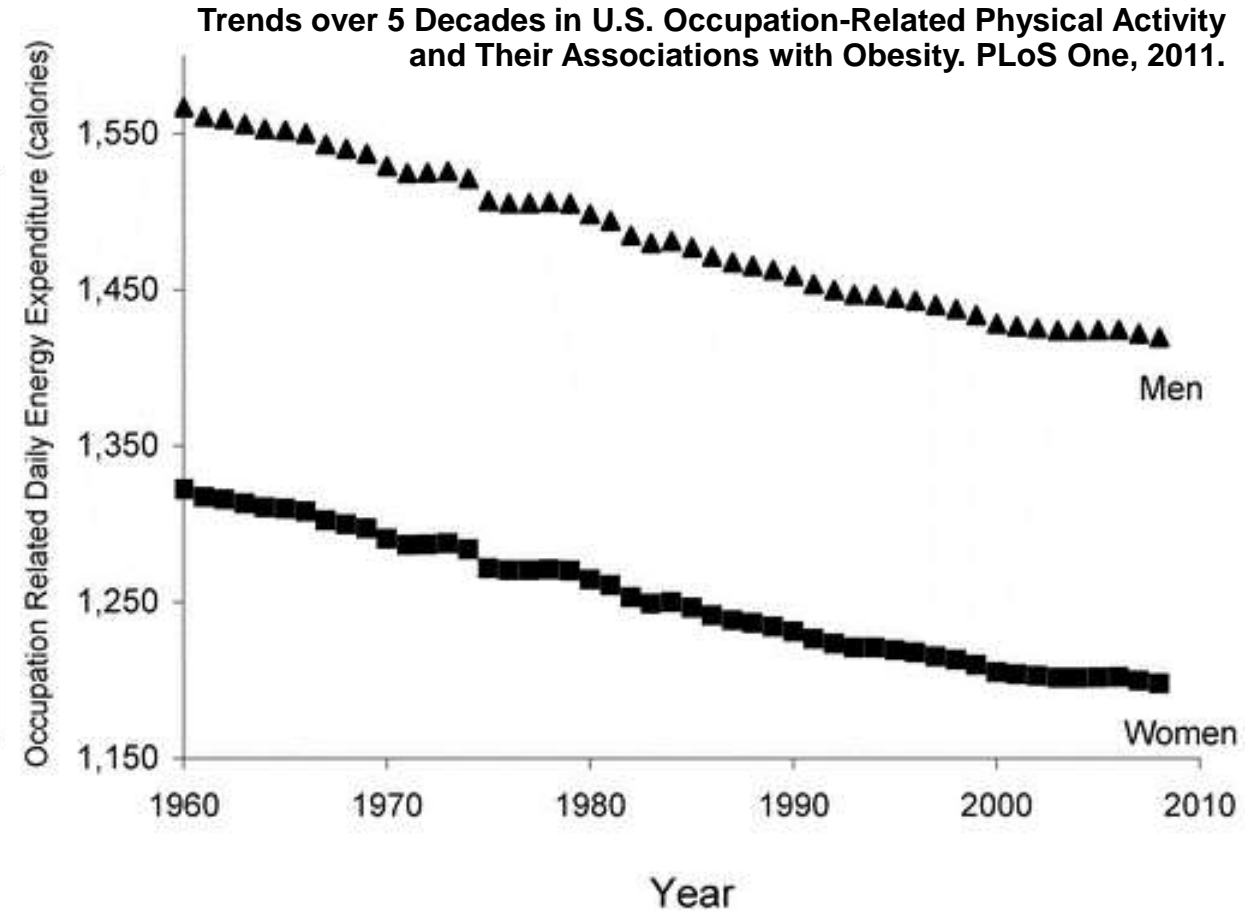 Trends over 5 Decades in U.S. Occupation-Related Physical Activity
and Their Associations with Obesity. PLoS One, 2011.
Occupation Related Daily Energy Expenditure (calories)
1,550
1,450
1,350
1,250
1,150
Men
Women
1960 1970 1980 1990 2000 2010
Year